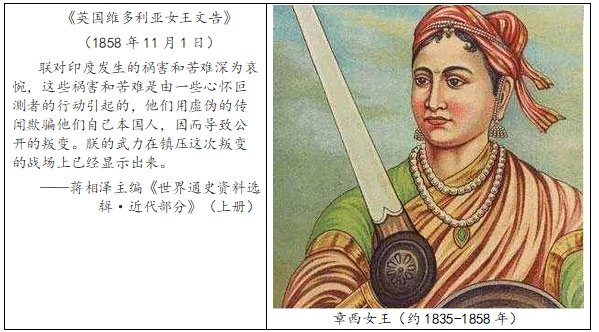 《英国维多利亚女王文告》
（1858 年 11 月 1 日）
联对印度发生的祸害和苦难深为哀
惋，这些祸害和苦难是由一些心怀叵
测者的行动引起的，他们用虚伪的传
闻欺骗他们自己本国人，因而导致公
开的叛变。朕的武力在镇压这次叛变
的战场上已经显示出来。
——蒋相泽主编《世界通史资料选
辑·近代部分》（上册）
章西女王（约 1835-1858 年）